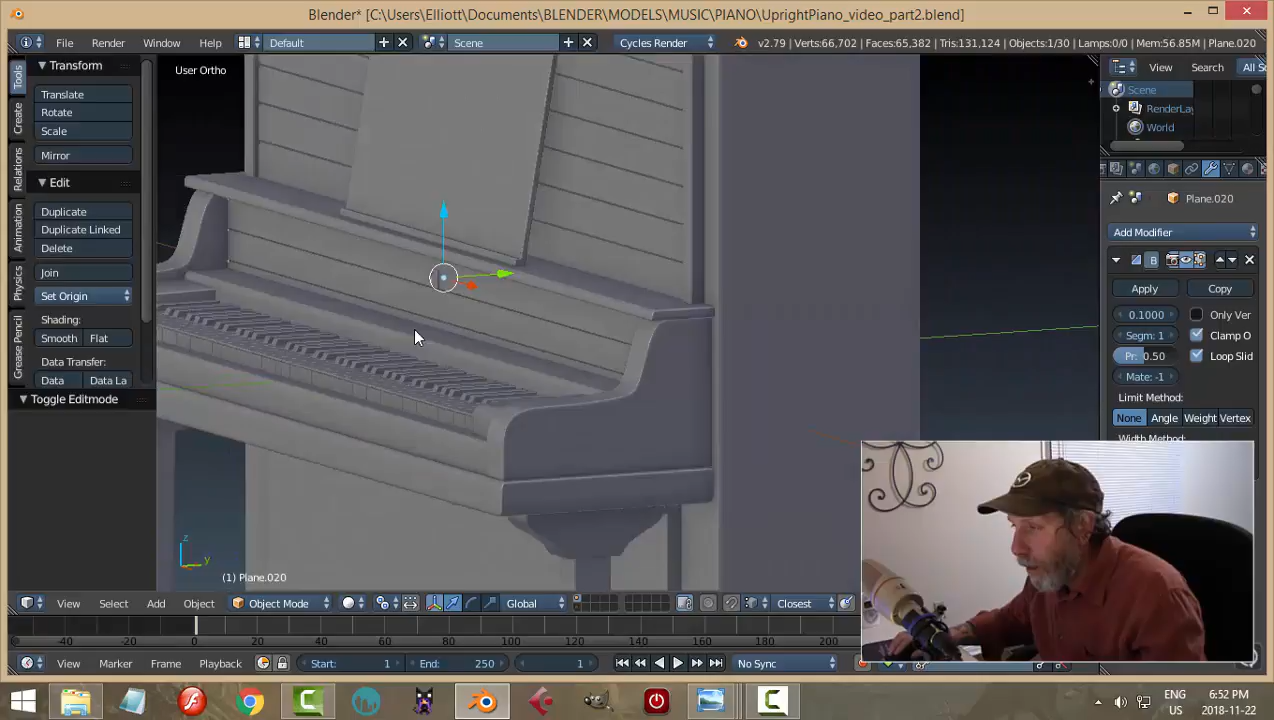 Blender* [C:\Users\Elliott\Documents\BLENDER\MODELS\MUSIC\PIANO\UprightPiano_video_part2.blend]
File Render Window Help Default Scene Cycles Render v2.79 | Verts:66,702 | Faces:65,382 | Tris:131,124 | Objects:1/30 | Lamps:0/0 | Mem:56.85M | Plane.020
Tools
Create
Relations
Animation
Physics
Grease Pencil
Transform
Translate
Rotate
Scale
Mirror
Edit
Duplicate
Duplicate Linked
Delete
Join
Set Origin
Shading:
Smooth Flat
Data Transfer:
Data Data La
Toggle Editmode
User Ortho
z
y
(1) Plane.020
View Search All S
Scene
RenderLay
World
Plane.020
Add Modifier
B
Apply Copy
0.1000 Only Ver
Segm: 1 Clamp O
Pr: 0.50 Loop Slid
Mate: -1
Limit Method:
None Angle Weight Vertex
Width Method:
View Select Add Object Object Mode Global Closest
-40 -20 0 20 40 60 80 100 120 140 160 180 200
View Marker Frame Playback Start: 1 End: 250 1 No Sync
ENG
US
6:52 PM
2018-11-22